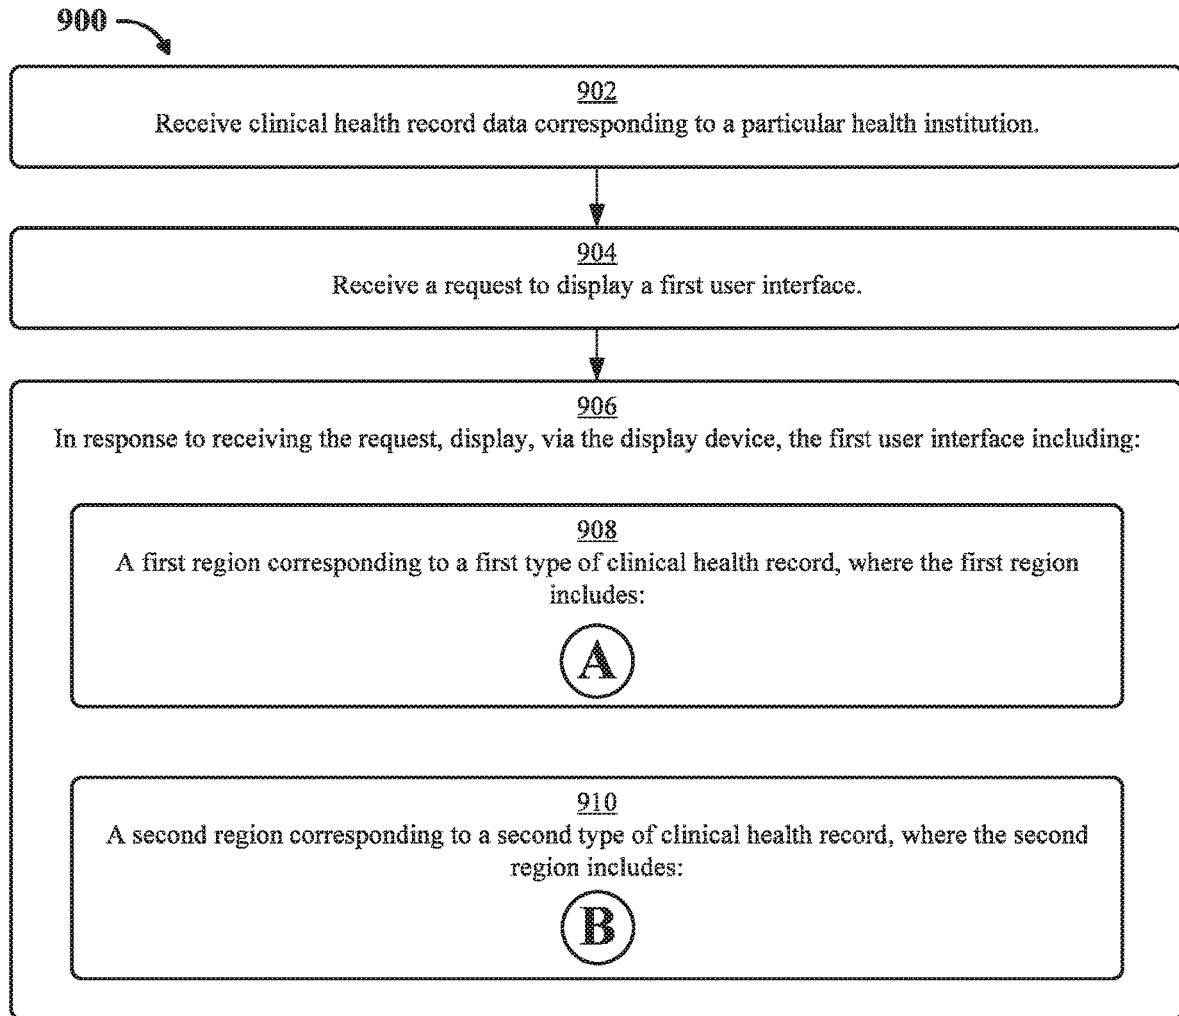 900
902
Receive clinical health record data corresponding to a particular health institution.
904
Receive a request to display a first user interface.
906
In response to receiving the request, display, via the display device, the first user interface including:
908
A first region corresponding to a first type of clinical health record, where the first region
includes:
A
910
A second region corresponding to a second type of clinical health record, where the second
region includes:
B